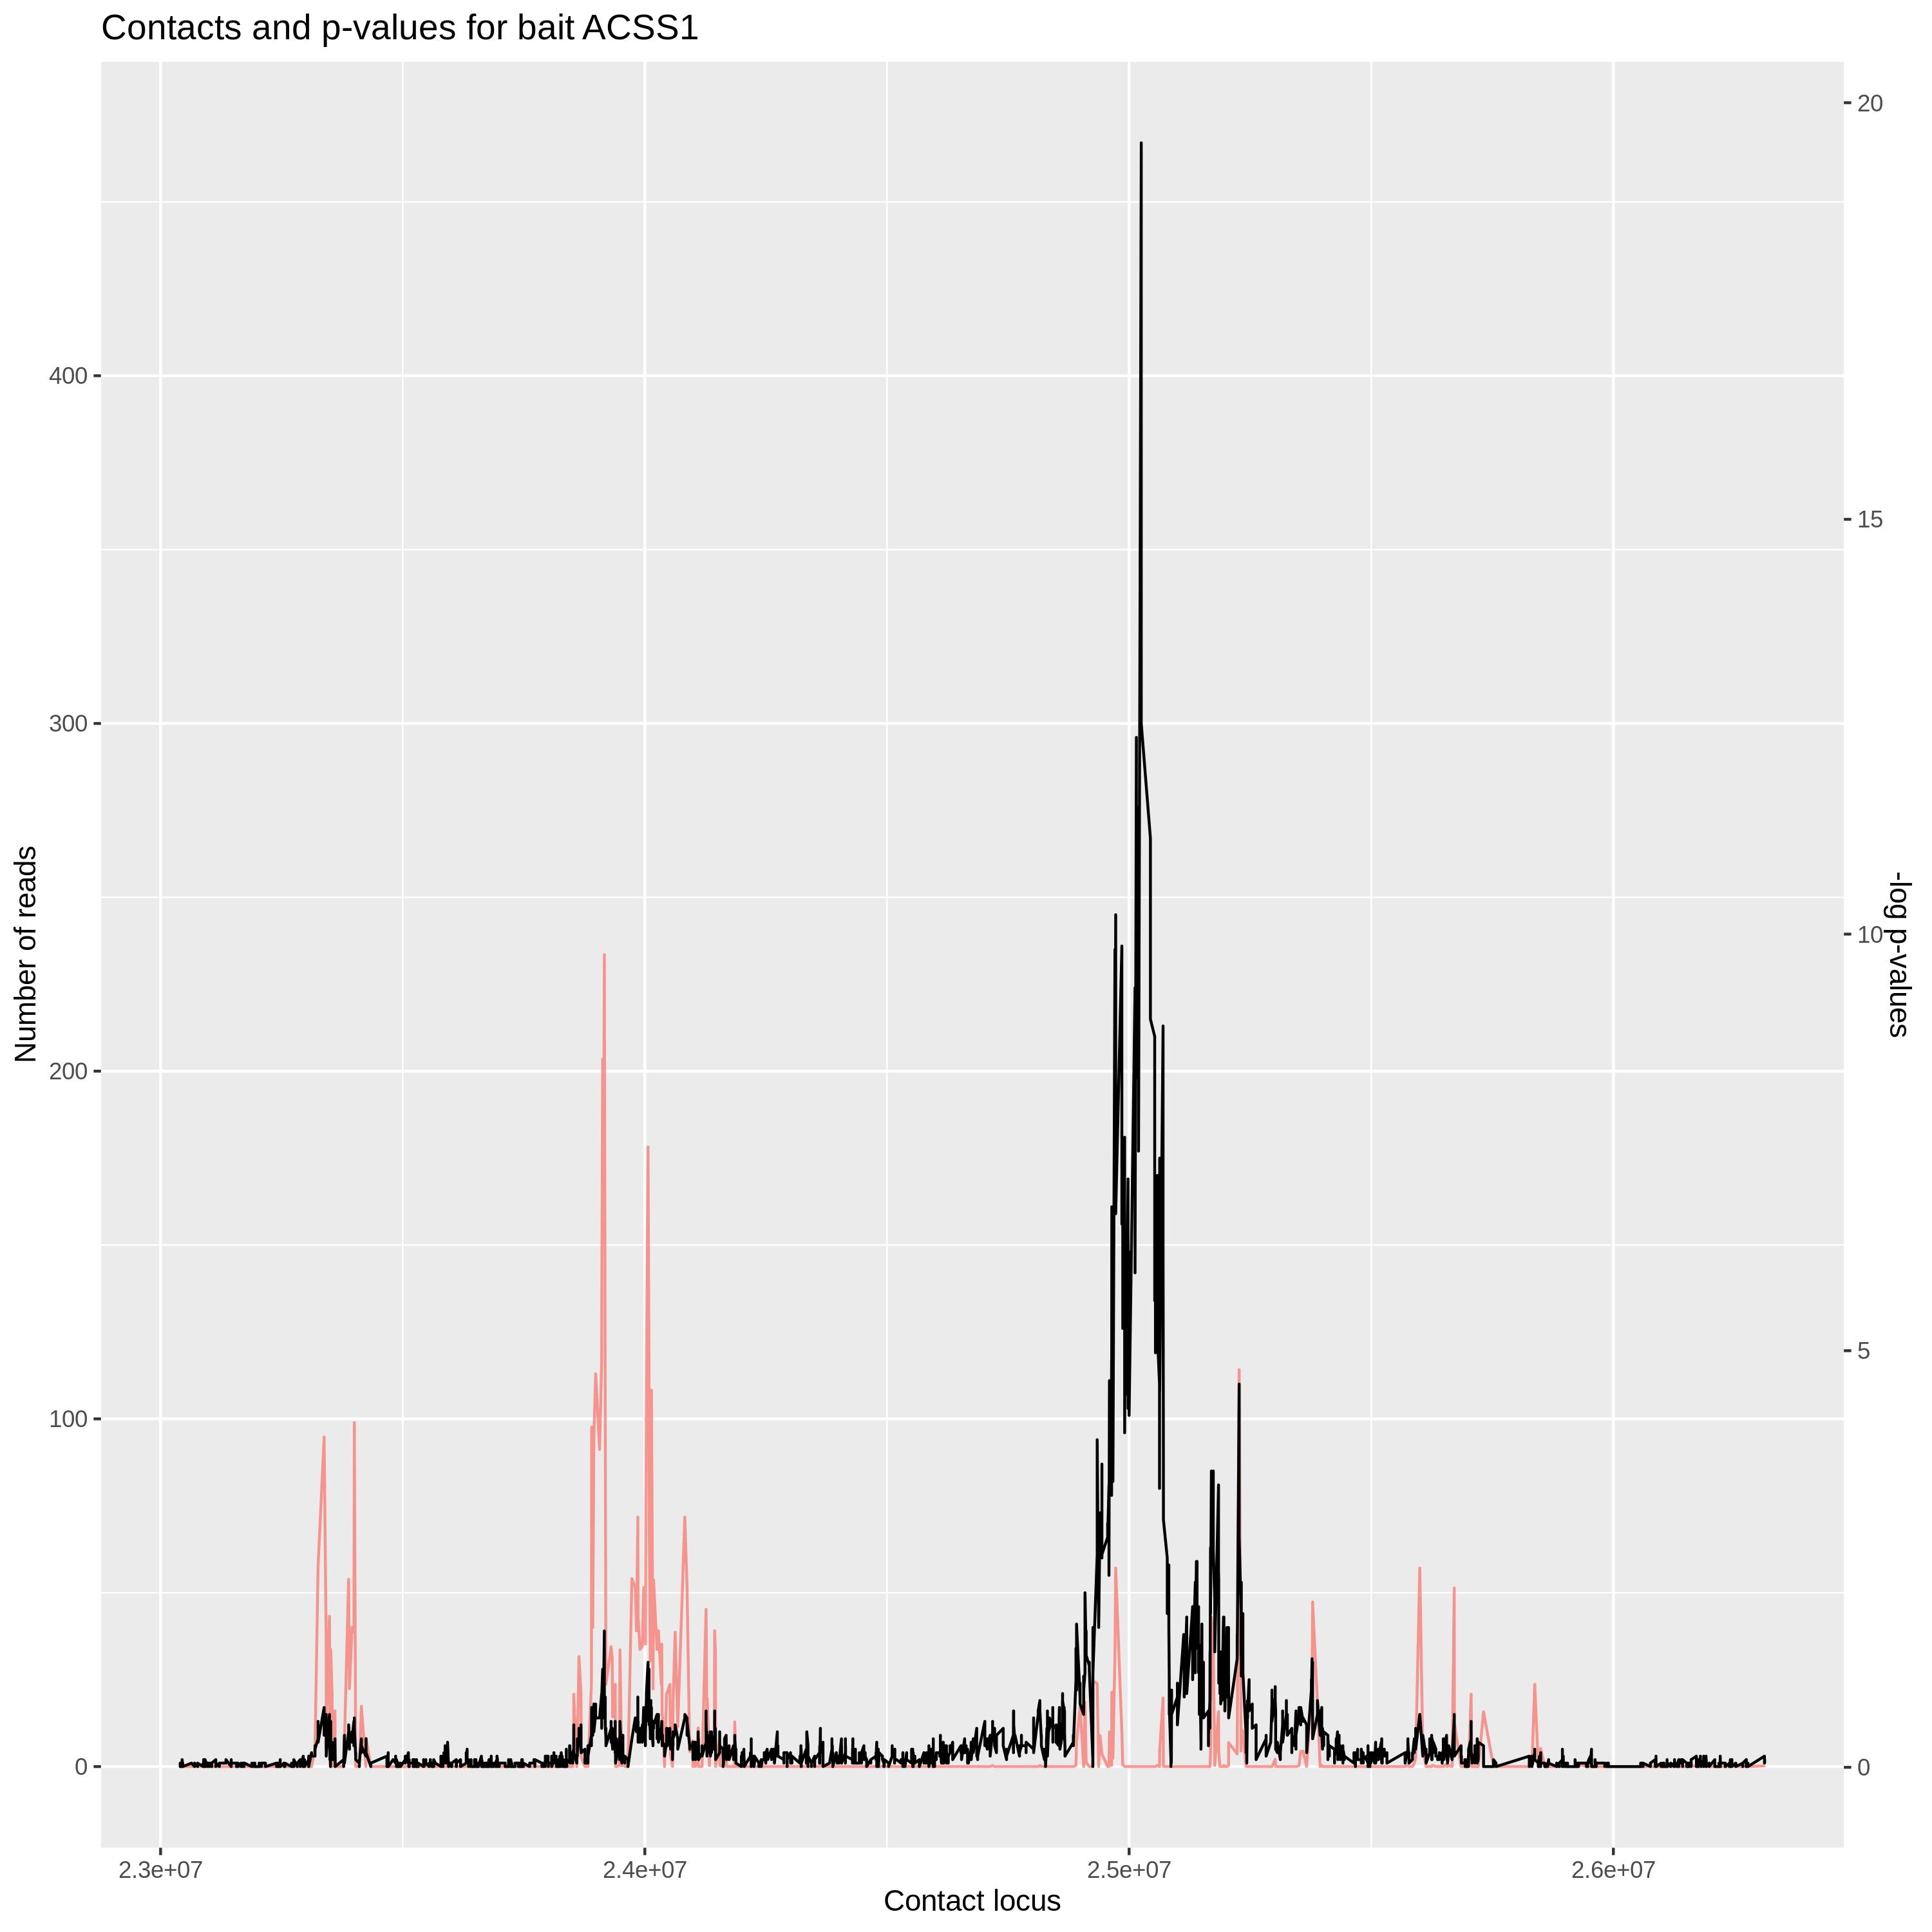 Contacts and p-values for bait ACSS1
Number of reads
400
300
200
100
0
20
15
10
5
0
-log p-values
2.3e+07
2.4e+07
2.5e+07
2.6e+07
Contact locus